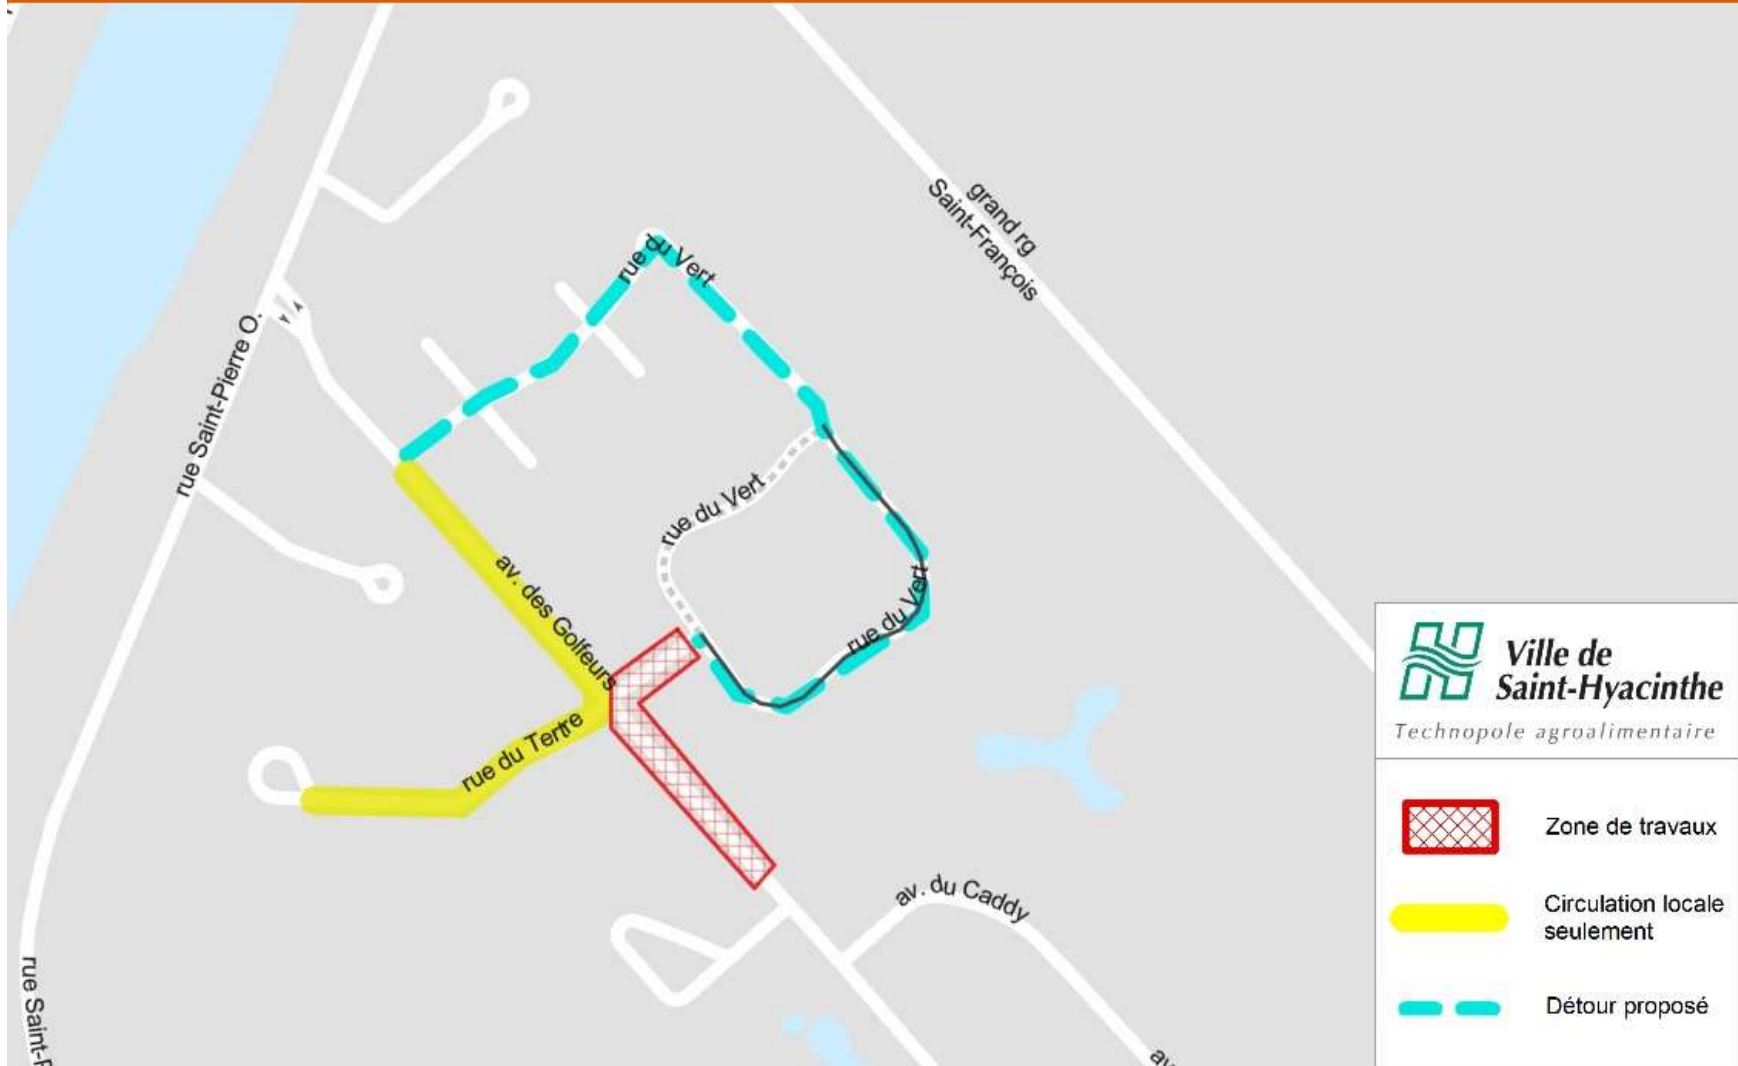 rue du Vert
grand rg
Saint-François
rue Saint-Pierre O.
rue du Vert
av. des Golfeurs
rue du Vert
rue du Tertre
av. du Caddy
rue Saint-P
av
Ville de
Saint-Hyacinthe
Technopole agroalimentaire
Zone de travaux
Circulation locale
seulement
Détour proposé